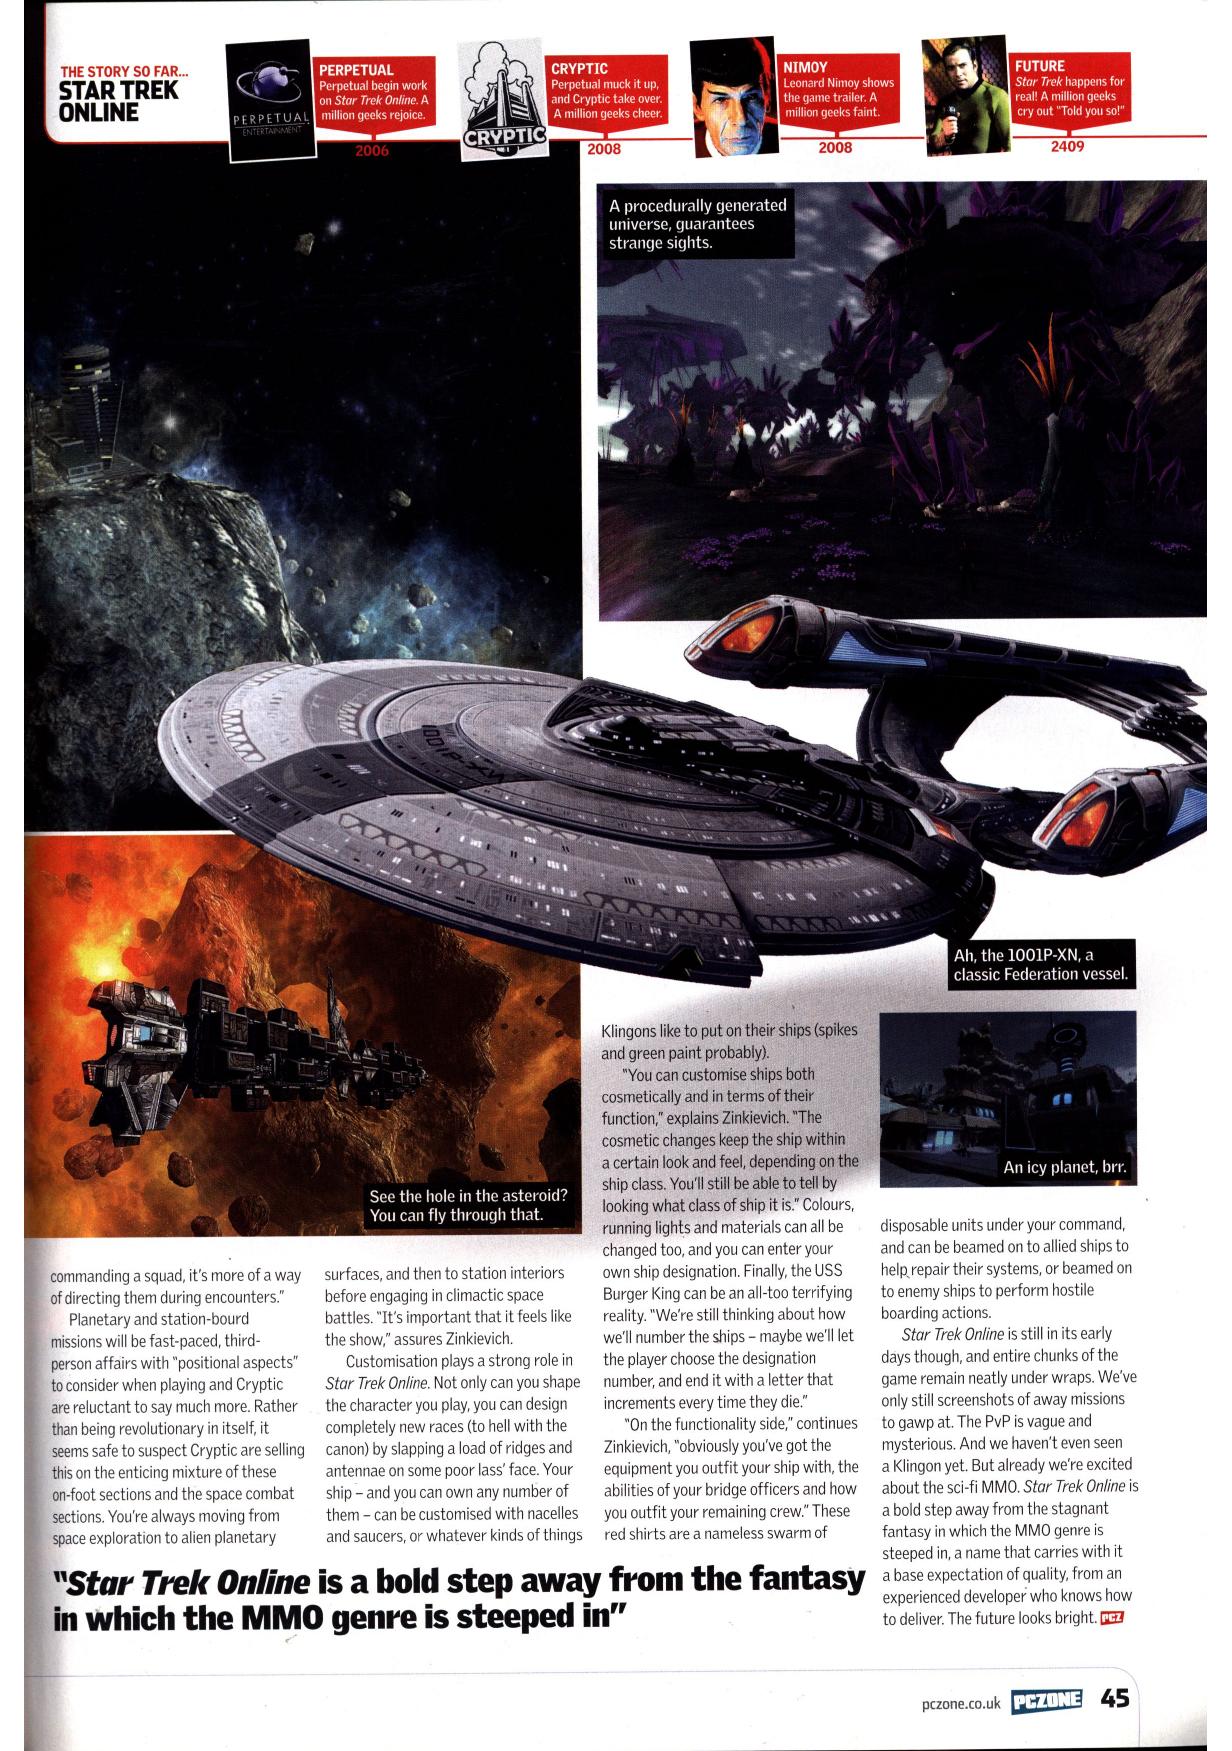 THE STORY SO FAR...
STAR TREK
ONLINE
PERPETUAL
ENTERTAINMENT
PERPETUAL
Perpetual begin work
on Star Trek Online. A
million geeks rejoice.
2006
CRYPTIC
CRYPTIC
Perpetual muck it up,
and Cryptic take over.
A million geeks cheer.
2008
NIMOY
Leonard Nimoy shows
the game trailer. A
million geeks faint.
2008
FUTURE
Star Trek happens for
real! A million geeks
cry out "Told you so!"
2409
A procedurally generated
universe, guarantees
strange sights.
1001P-XN
Ah, the 1001P-XN, a
classic Federation vessel.
See the hole in the asteroid?
You can fly through that.
An icy planet, brr.
commanding a squad, it's more of a way
of directing them during encounters."
Planetary and station-bourd
missions will be fast-paced, third-
person affairs with "positional aspects"
to consider when playing and Cryptic
are reluctant to say much more. Rather
than being revolutionary in itself, it
seems safe to suspect Cryptic are selling
this on the enticing mixture of these
on-foot sections and the space combat
sections. You're always moving from
space exploration to alien planetary
surfaces, and then to station interiors
before engaging in climactic space
battles. "It's important that it feels like
the show," assures Zinkievich.
Customisation plays a strong role in
Star Trek Online. Not only can you shape
the character you play, you can design
completely new races (to hell with the
canon) by slapping a load of ridges and
antennae on some poor lass' face. Your
ship – and you can own any number of
them – can be customised with nacelles
and saucers, or whatever kinds of things
Klingons like to put on their ships (spikes
and green paint probably).
"You can customise ships both
cosmetically and in terms of their
function," explains Zinkievich. "The
cosmetic changes keep the ship within
a certain look and feel, depending on the
ship class. You'll still be able to tell by
looking what class of ship it is." Colours,
running lights and materials can all be
changed too, and you can enter your
own ship designation. Finally, the USS
Burger King can be an all-too terrifying
reality. "We're still thinking about how
we'll number the ships – maybe we'll let
the player choose the designation
number, and end it with a letter that
increments every time they die."
"On the functionality side," continues
Zinkievich, "obviously you've got the
equipment you outfit your ship with, the
abilities of your bridge officers and how
you outfit your remaining crew." These
red shirts are a nameless swarm of
disposable units under your command,
and can be beamed on to allied ships to
help repair their systems, or beamed on
to enemy ships to perform hostile
boarding actions.
Star Trek Online is still in its early
days though, and entire chunks of the
game remain neatly under wraps. We've
only still screenshots of away missions
to gawp at. The PvP is vague and
mysterious. And we haven't even seen
a Klingon yet. But already we're excited
about the sci-fi MMO. Star Trek Online is
a bold step away from the stagnant
fantasy in which the MMO genre is
steeped in, a name that carries with it
a base expectation of quality, from an
experienced developer who knows how
to deliver. The future looks bright. PCZ
"Star Trek Online is a bold step away from the fantasy
in which the MMO genre is steeped in"
pczone.co.uk PCZONE 45